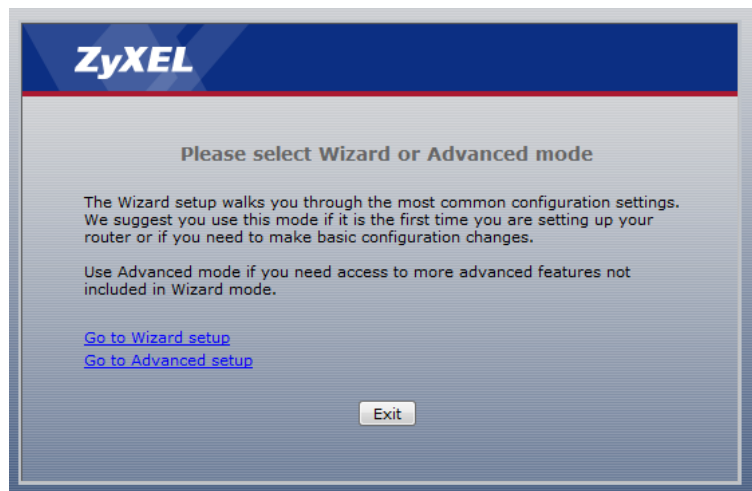 ZyXEL
Please select Wizard or Advanced mode
The Wizard setup walks you through the most common configuration settings.
We suggest you use this mode if it is the first time you are setting up your
router or if you need to make basic configuration changes.
Use Advanced mode if you need access to more advanced features not
included in Wizard mode.
Go to Wizard setup
Go to Advanced setup
Exit